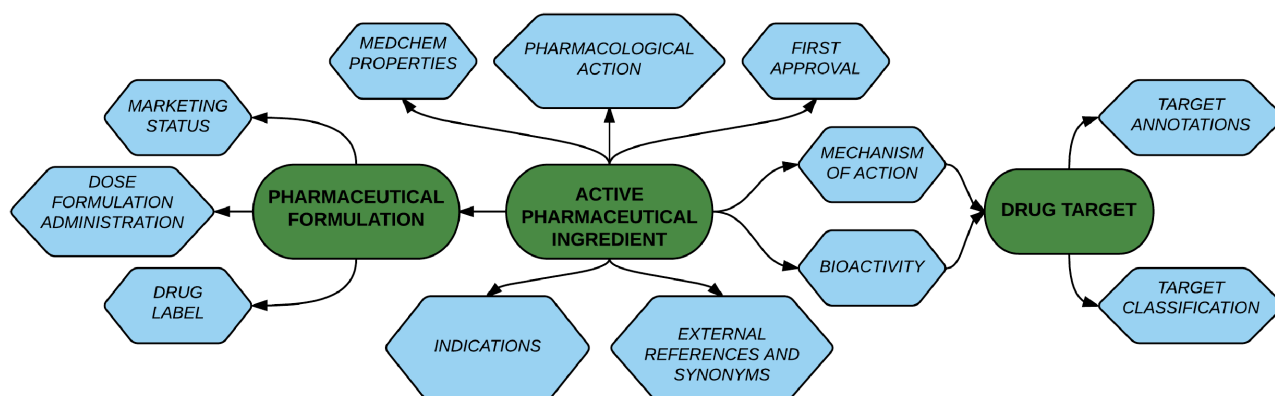 MEDCHEM
PROPERTIES
PHARMACOLOGICAL
ACTION
FIRST
APPROVAL
MARKETING
STATUS
TARGET
ANNOTATIONS
DOSE
FORMULATION
ADMINISTRATION
PHARMACEUTICAL
FORMULATION
ACTIVE
PHARMACEUTICAL
INGREDIENT
MECHANISM
OF ACTION
DRUG TARGET
BIOACTIVITY
DRUG
LABEL
TARGET
CLASSIFICATION
INDICATIONS
EXTERNAL
REFERENCES AND
SYNONYMS